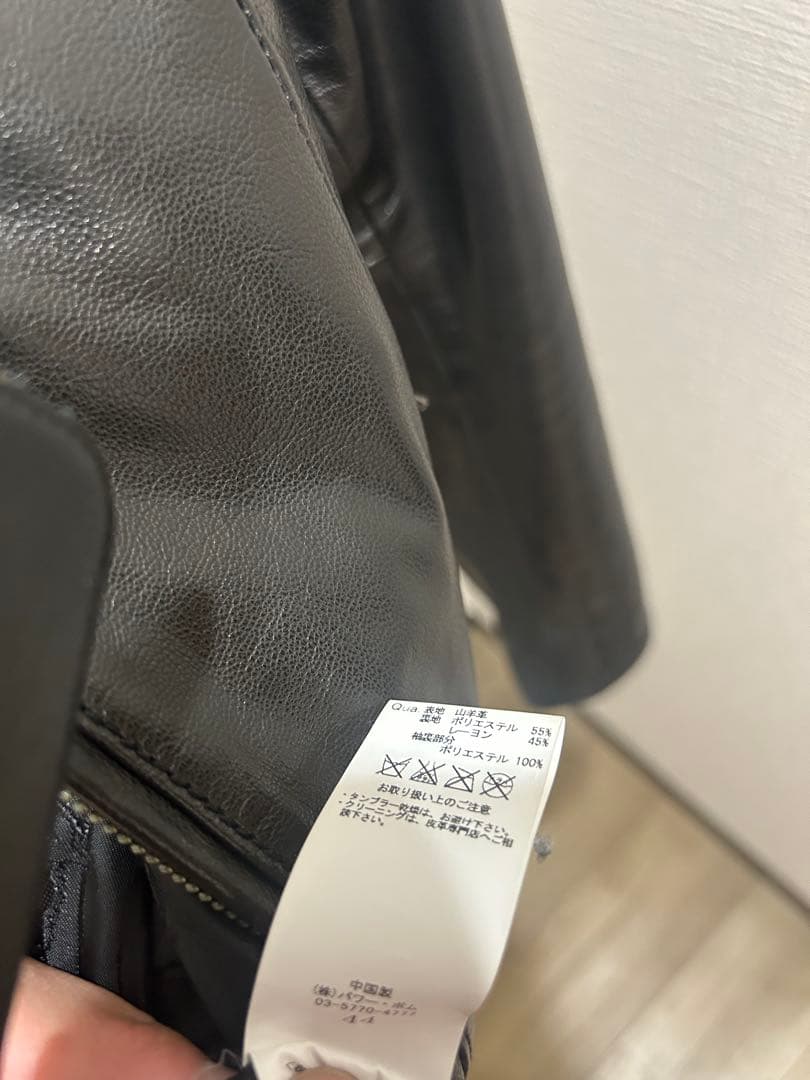 Qua. 表地 山羊革
裏地 ポリエステル 55%
レーヨン 45%
袖裏部分
ポリエステル 100%
お取り扱い上のご注意
・タンブラー乾燥は、お避け下さい。
・クリーニングは、皮革専門店へご相
談下さい。
中国製
(株)パワー・ボム
03-5770-4777
44